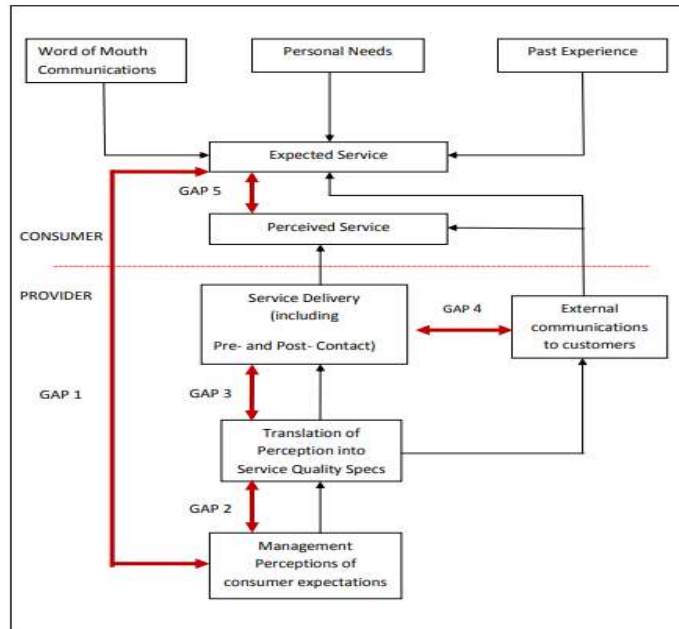 Word of Mouth
Communications
Personal Needs
Past Experience
Expected Service
GAP 5
Perceived Service
CONSUMER
PROVIDER
Service Delivery
(including
Pre- and Post- Contact)
GAP 4
External
communications
to customers
GAP 1
GAP 3
Translation of
Perception into
Service Quality Specs
GAP 2
Management
Perceptions of
consumer expectations